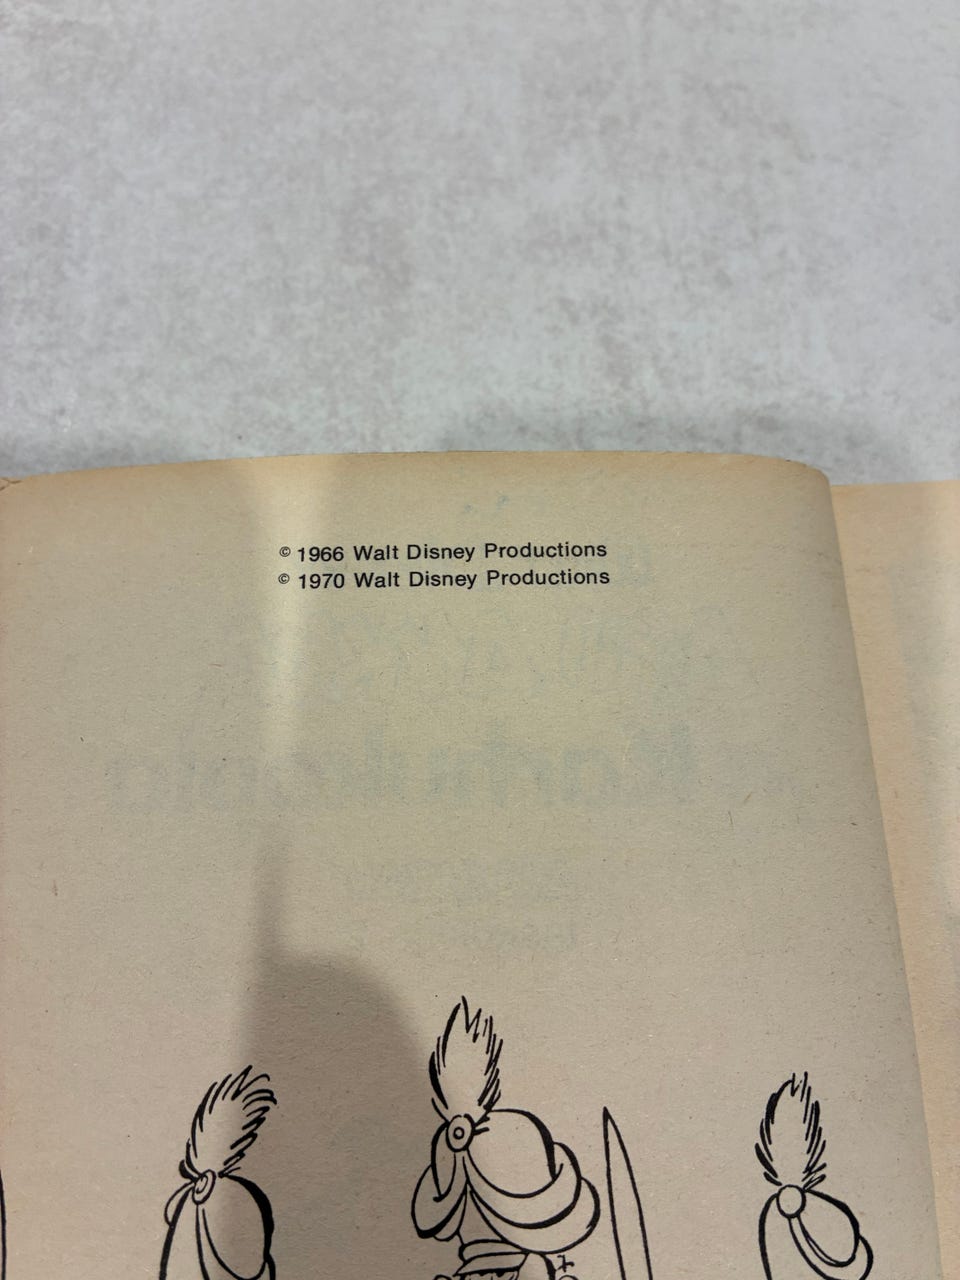 © 1966 Walt Disney Productions
© 1970 Walt Disney Productions